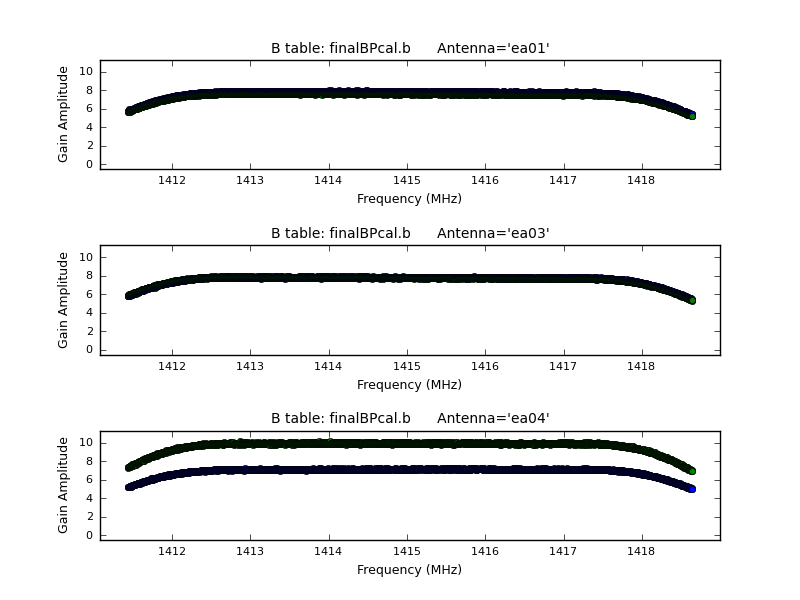 B table: finalBPcal.b Antenna='ea01'
Gain Amplitude
10
8
6
4
2
0
1412 1413 1414 1415 1416 1417 1418
Frequency (MHz)
B table: finalBPcal.b Antenna='ea03'
Gain Amplitude
10
8
6
4
2
0
1412 1413 1414 1415 1416 1417 1418
Frequency (MHz)
B table: finalBPcal.b Antenna='ea04'
Gain Amplitude
10
8
6
4
2
0
1412 1413 1414 1415 1416 1417 1418
Frequency (MHz)